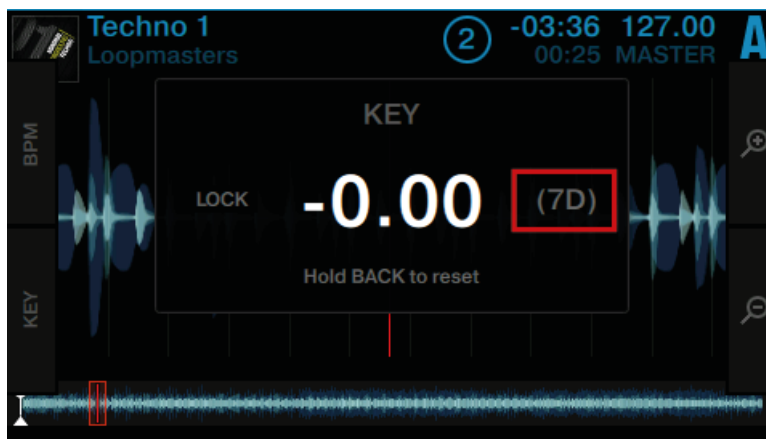 Techno 1
Loopmasters
2
-03:36 127.00
00:25 MASTER
A
BPM
KEY
KEY
LOCK
-0.00
(7D)
Hold BACK to reset